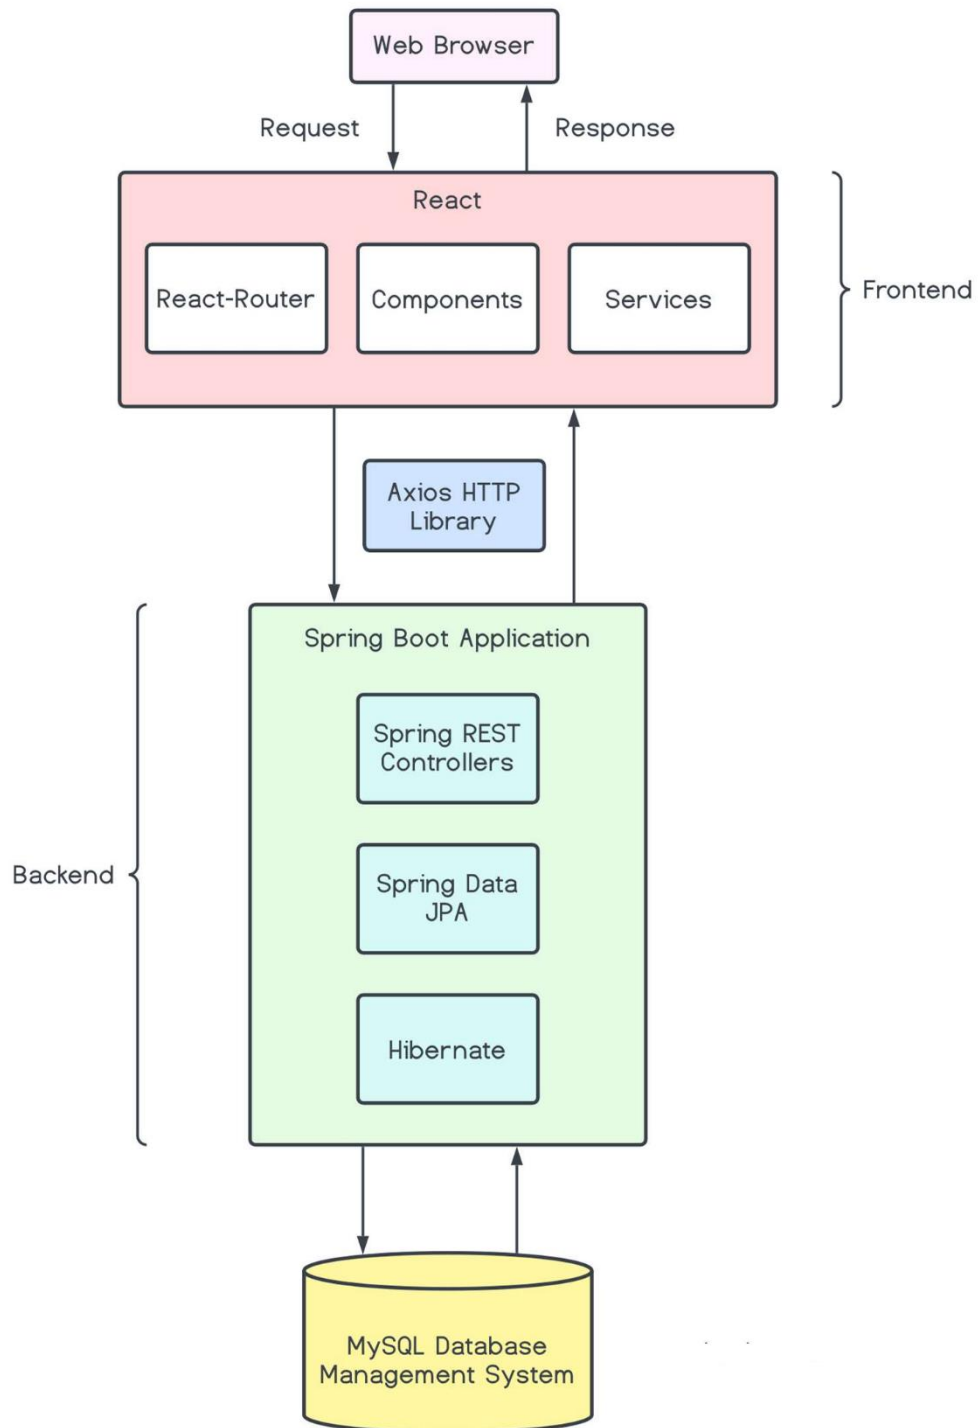 Web Browser
Request
Response
React
React-Router
Components
Services
Frontend
Axios HTTP
Library
Spring Boot Application
Spring REST
Controllers
Backend
Spring Data
JPA
Hibernate
MySQL Database
Management System